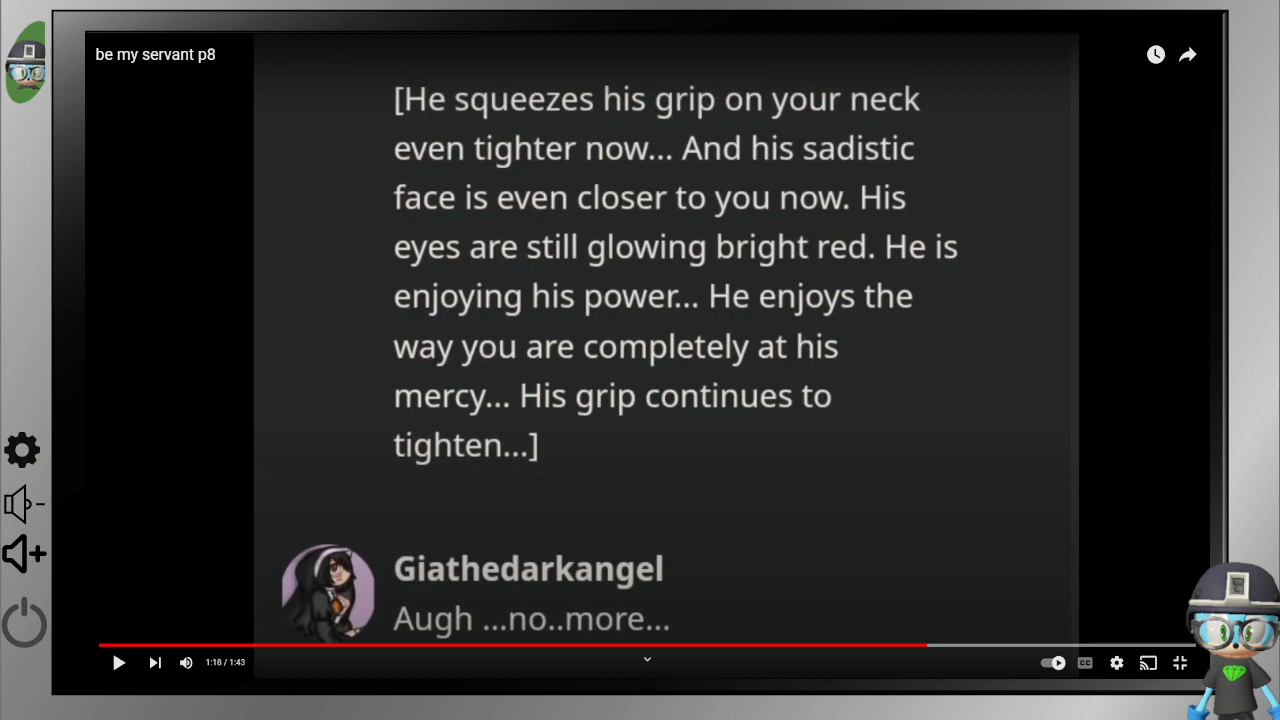 be my servant p8
[He squeezes his grip on your neck
even tighter now... And his sadistic
face is even closer to you now. His
eyes are still glowing bright red. He is
enjoying his power... He enjoys the
way you are completely at his
mercy... His grip continues to
tighten...]
Giathedarkangel
Augh ...no..more...
1:18 / 1:43
CC